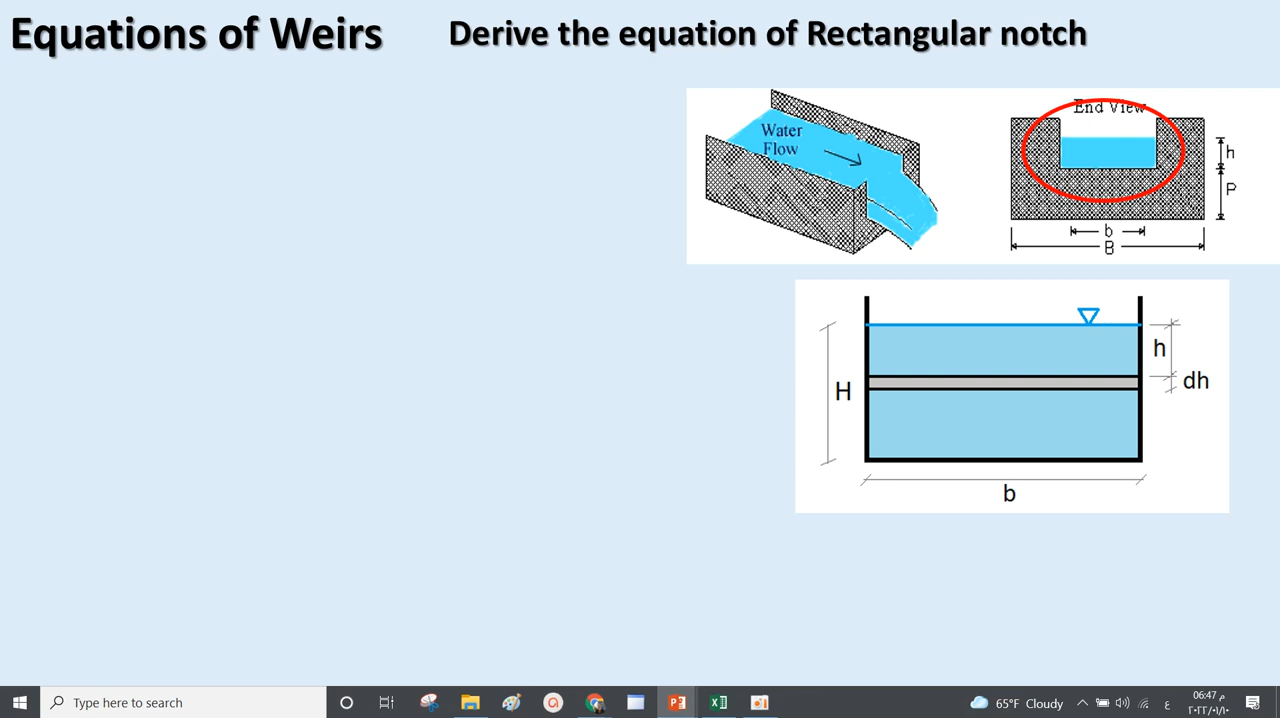 Equations of Weirs
Derive the equation of Rectangular notch
Water
Flow
End View
h
P
b
B
h
dh
H
b
Type here to search
65°F Cloudy
ع
06:47 م